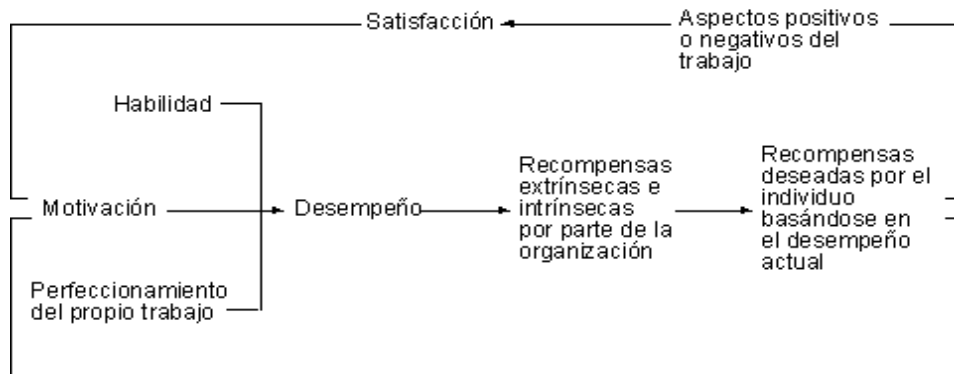 Satisfacción
Aspectos positivos
o negativos del
trabajo
Habilidad
Motivación
Desempeño
Recompensas
extrínsecas e
intrínsecas
por parte de la
organización
Recompensas
deseadas por el
individuo
basándose en
el desempeño
actual
Perfeccionamiento
del propio trabajo